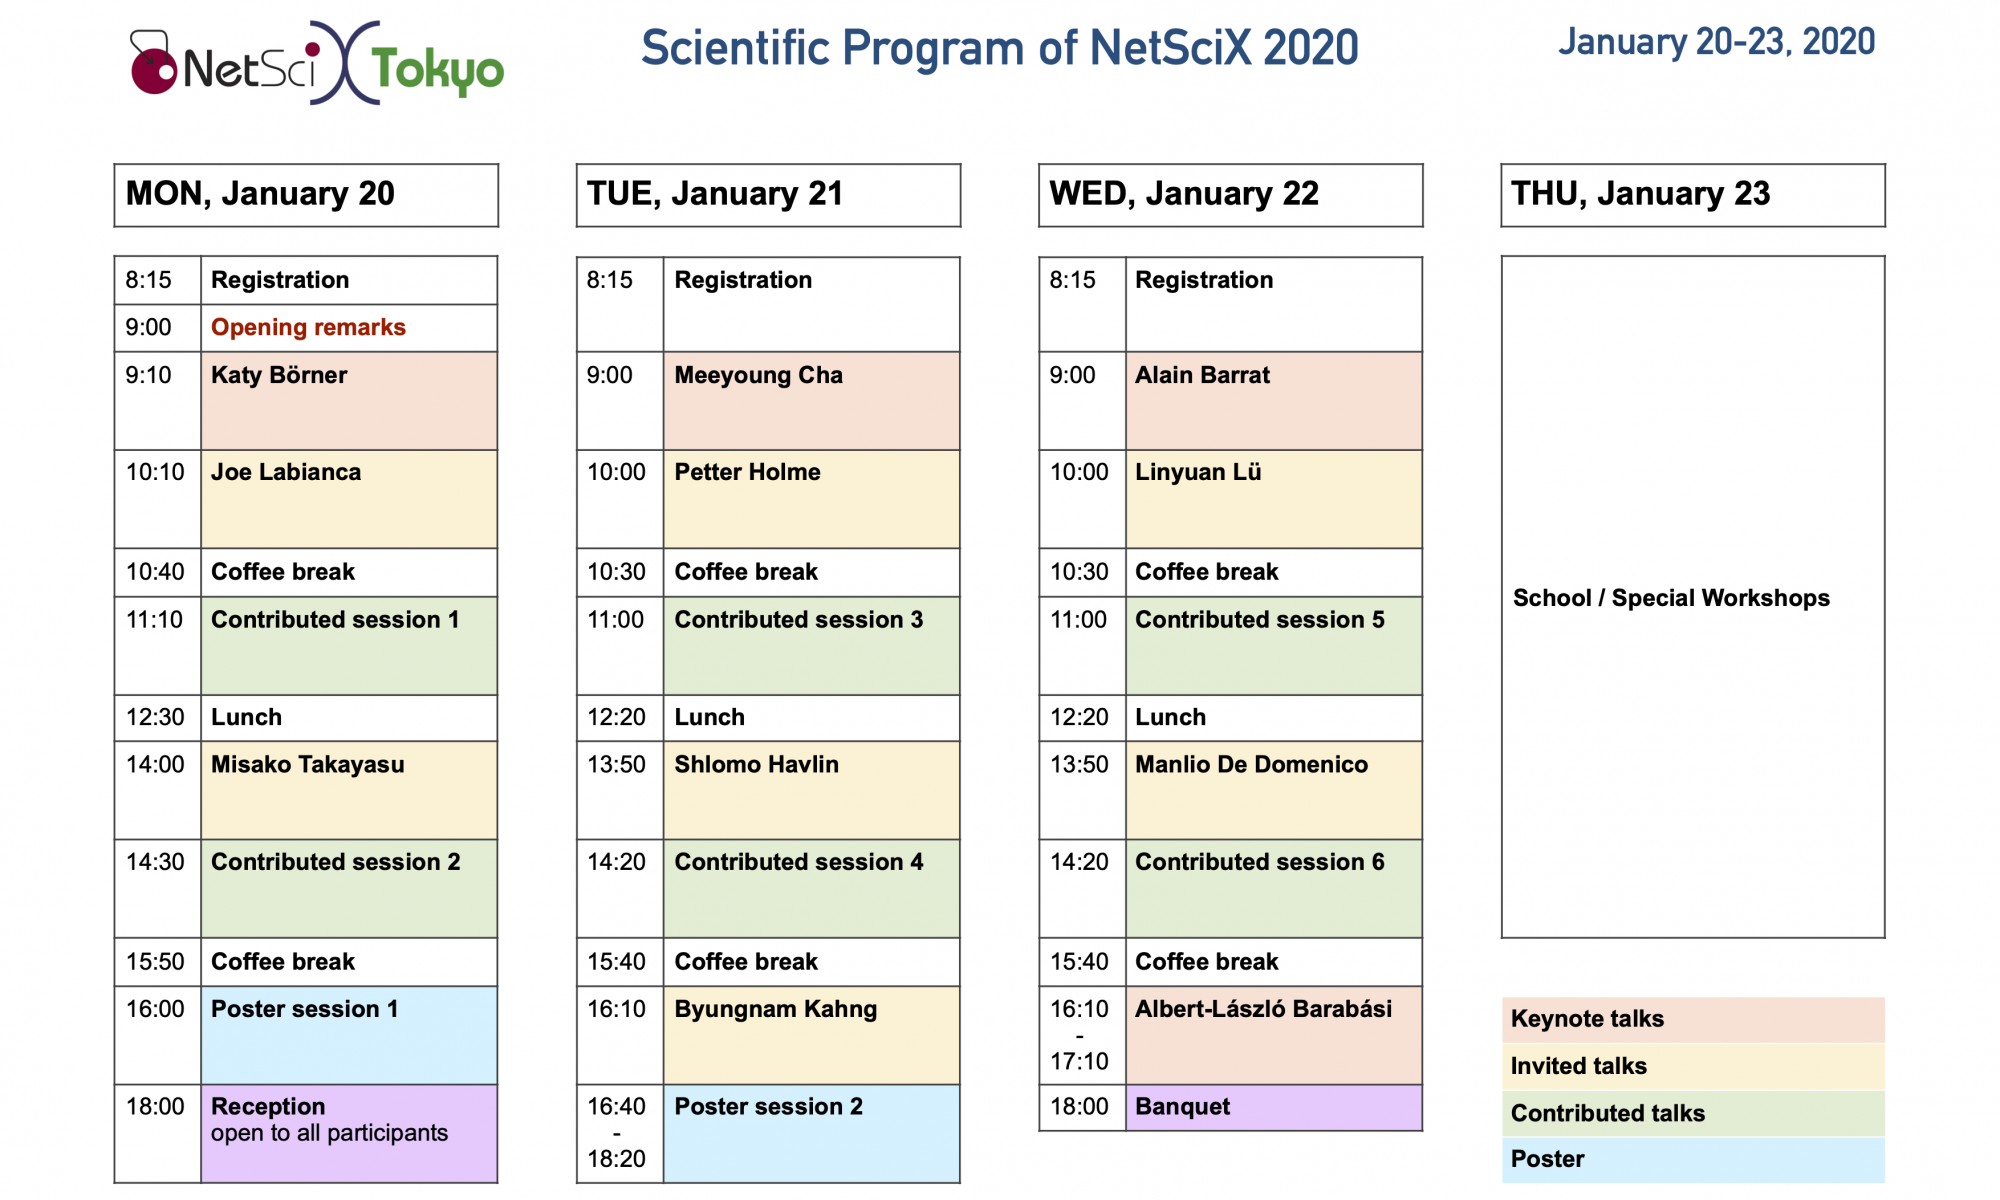 NetSciX Tokyo
Scientific Program of NetSciX 2020
January 20-23, 2020
MON, January 20
8:15 Registration
9:00 Opening remarks
9:10 Katy Börner
10:10 Joe Labianca
10:40 Coffee break
11:10 Contributed session 1
12:30 Lunch
14:00 Misako Takayasu
14:30 Contributed session 2
15:50 Coffee break
16:00 Poster session 1
18:00 Reception
open to all participants
TUE, January 21
8:15 Registration
9:00 Meeyoung Cha
10:00 Petter Holme
10:30 Coffee break
11:00 Contributed session 3
12:20 Lunch
13:50 Shlomo Havlin
14:20 Contributed session 4
15:40 Coffee break
16:10 Byungnam Kahng
16:40 Poster session 2
-
18:20
WED, January 22
8:15 Registration
9:00 Alain Barrat
10:00 Linyuan Lü
10:30 Coffee break
11:00 Contributed session 5
12:20 Lunch
13:50 Manlio De Domenico
14:20 Contributed session 6
15:40 Coffee break
16:10 Albert-László Barabási
-
17:10
18:00 Banquet
THU, January 23
School / Special Workshops
Keynote talks
Invited talks
Contributed talks
Poster